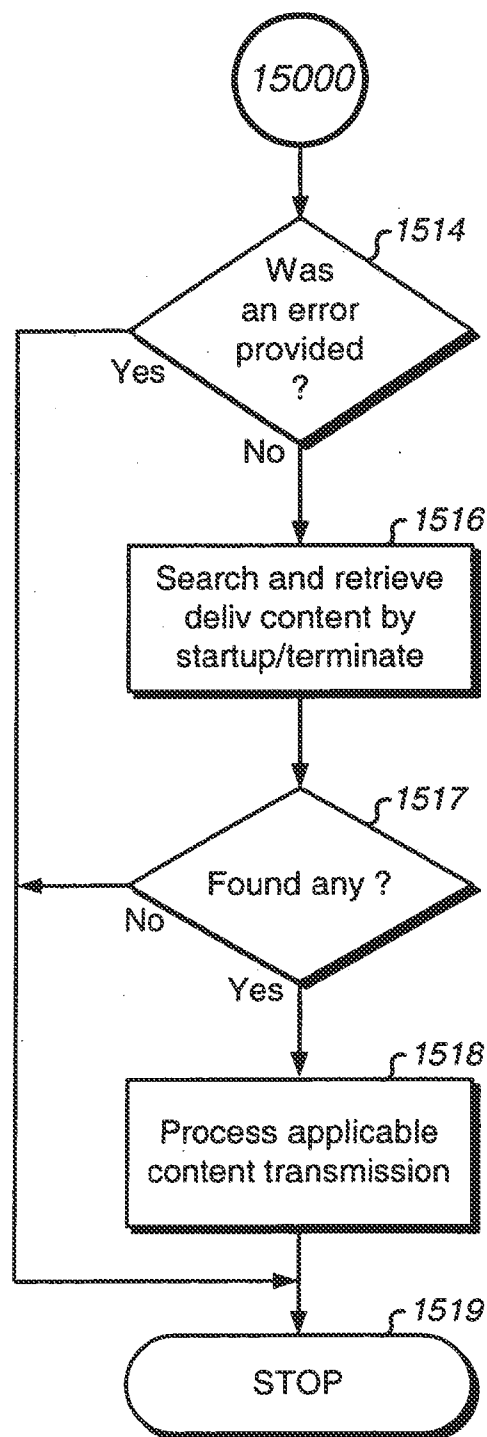 15000
1514
Was
an error
provided
?
Yes
No
1516
Search and retrieve
deliv content by
startup/terminate
1517
Found any ?
No
Yes
1518
Process applicable
content transmission
1519
STOP